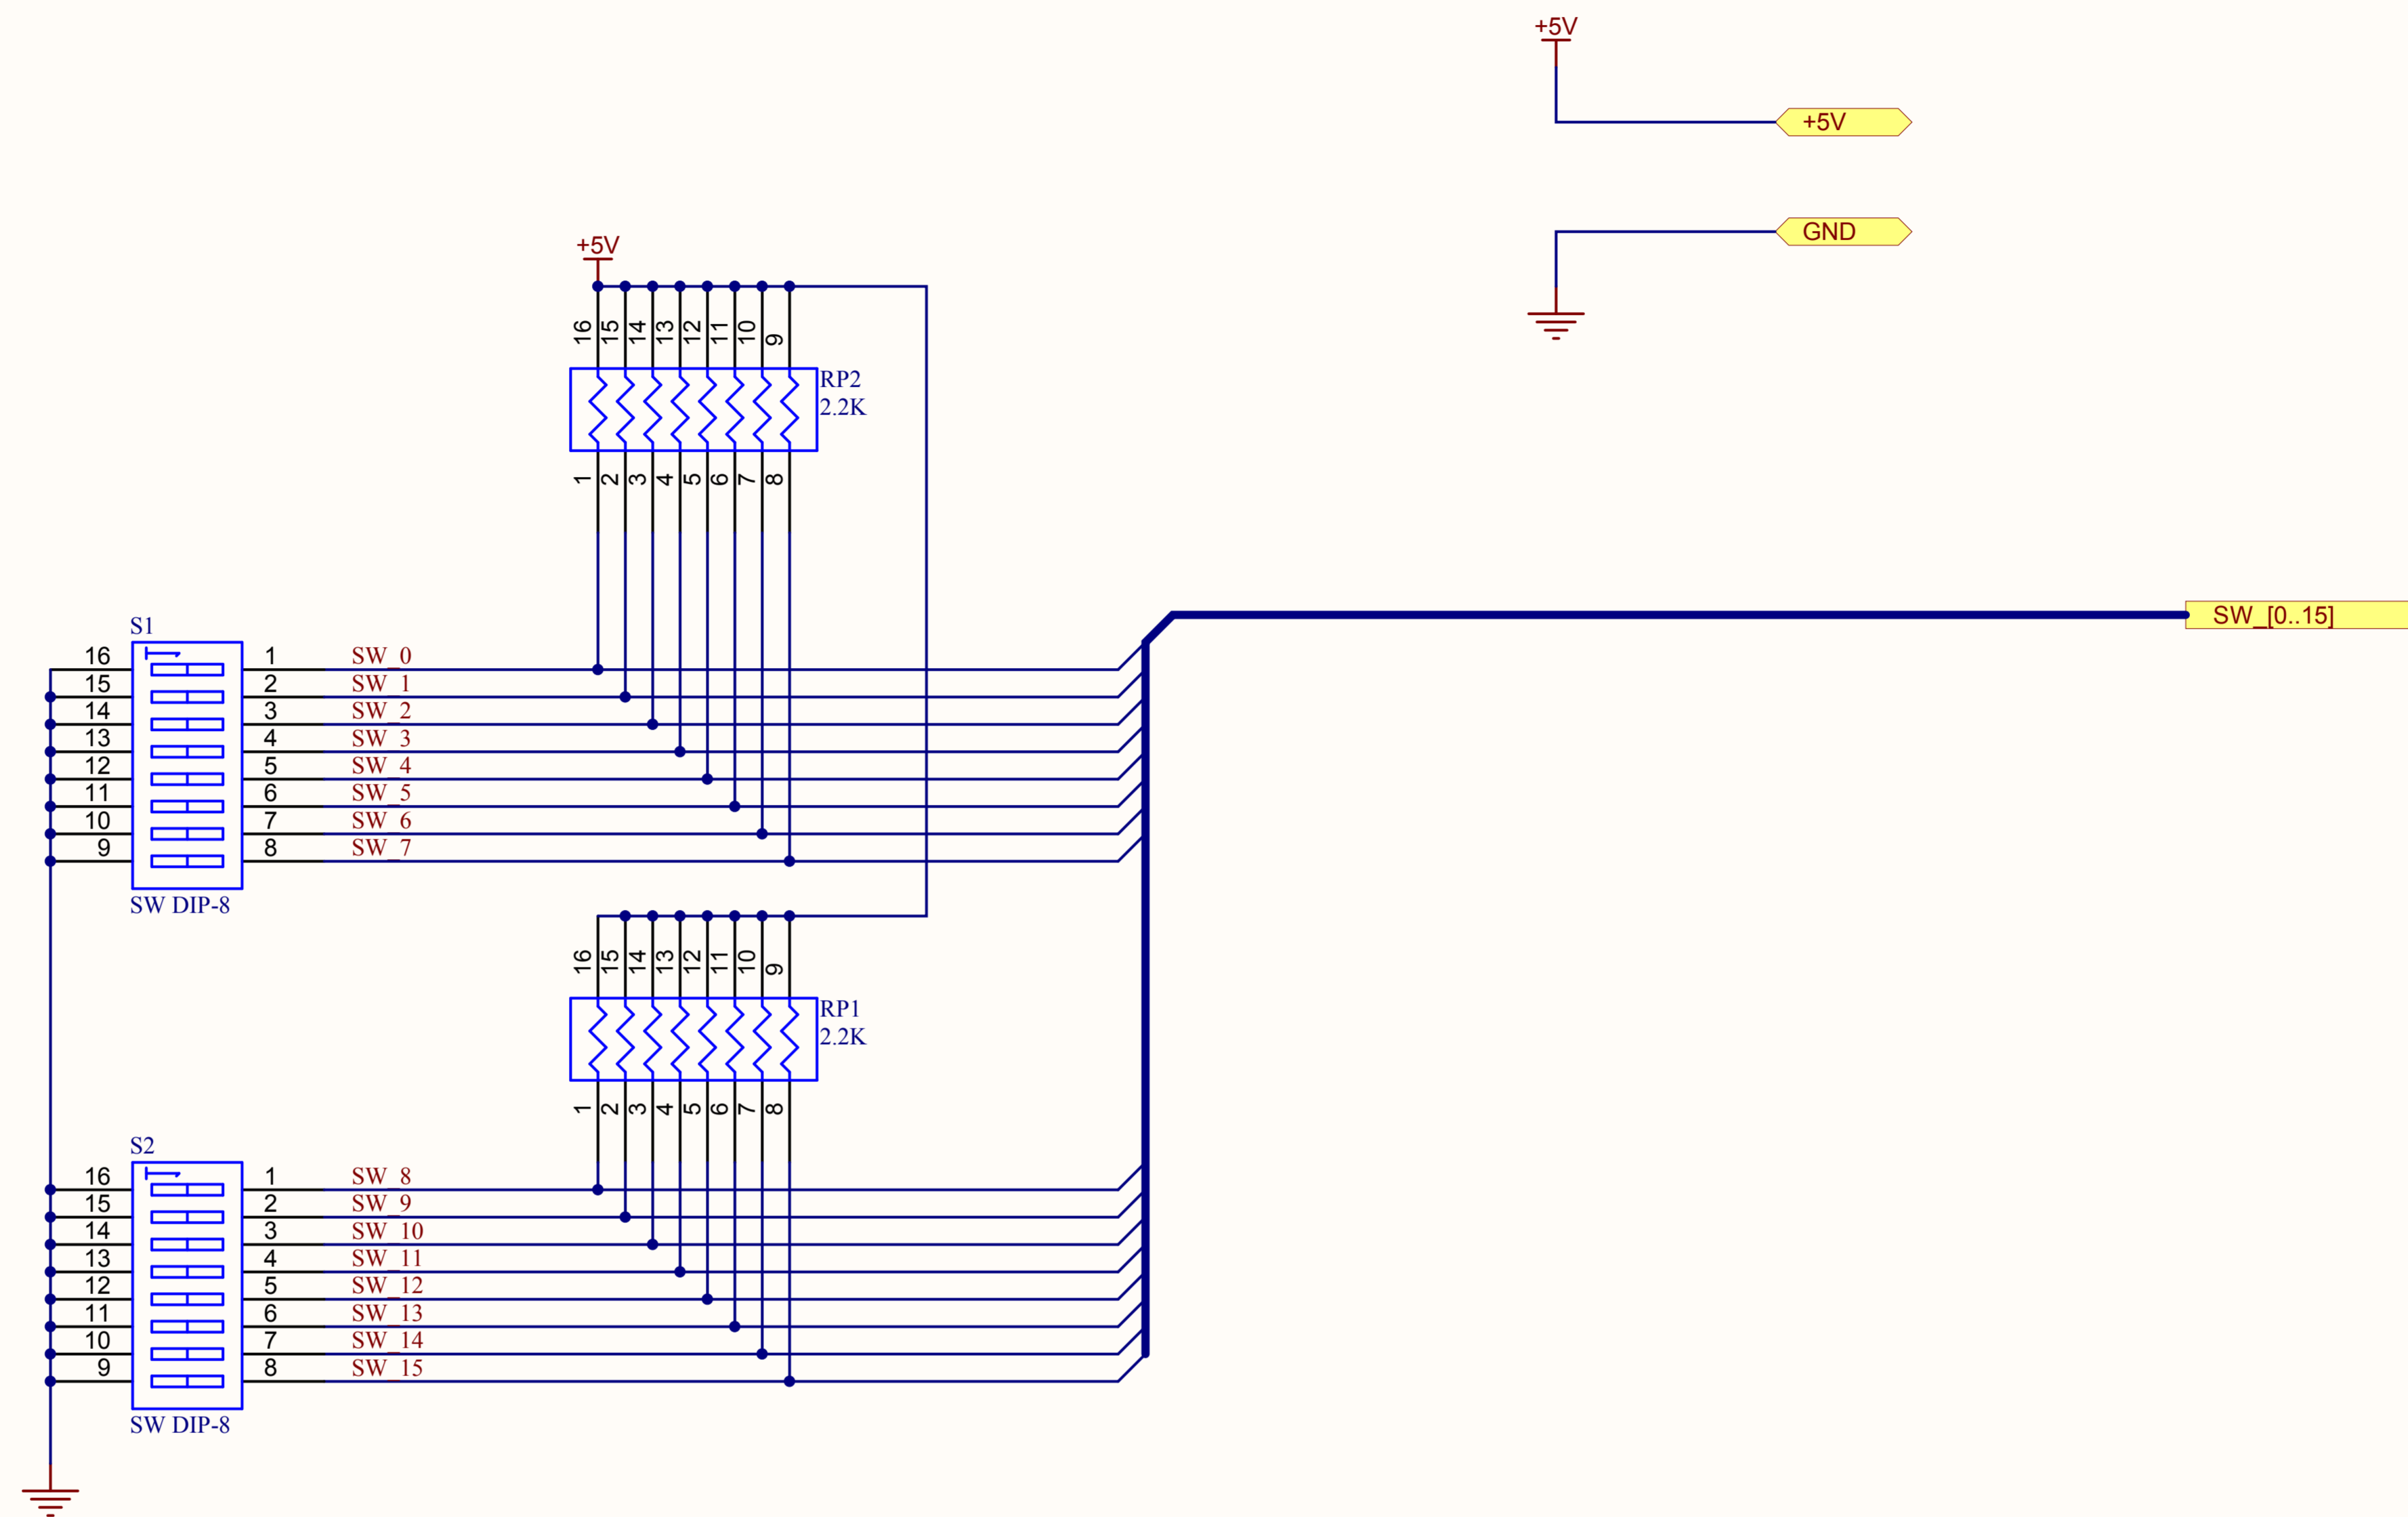 +5V
+5V
GND
+5V
16 15 14 13 12 11 10 9
RP2
2.2K
1 2 3 4 5 6 7 8
SW_[0..15]
S1
16 1 SW_0
15 2 SW_1
14 3 SW_2
13 4 SW_3
12 5 SW_4
11 6 SW_5
10 7 SW_6
9 8 SW_7
SW DIP-8
16 15 14 13 12 11 10 9
RP1
2.2K
1 2 3 4 5 6 7 8
S2
16 1 SW_8
15 2 SW_9
14 3 SW_10
13 4 SW_11
12 5 SW_12
11 6 SW_13
10 7 SW_14
9 8 SW_15
SW DIP-8